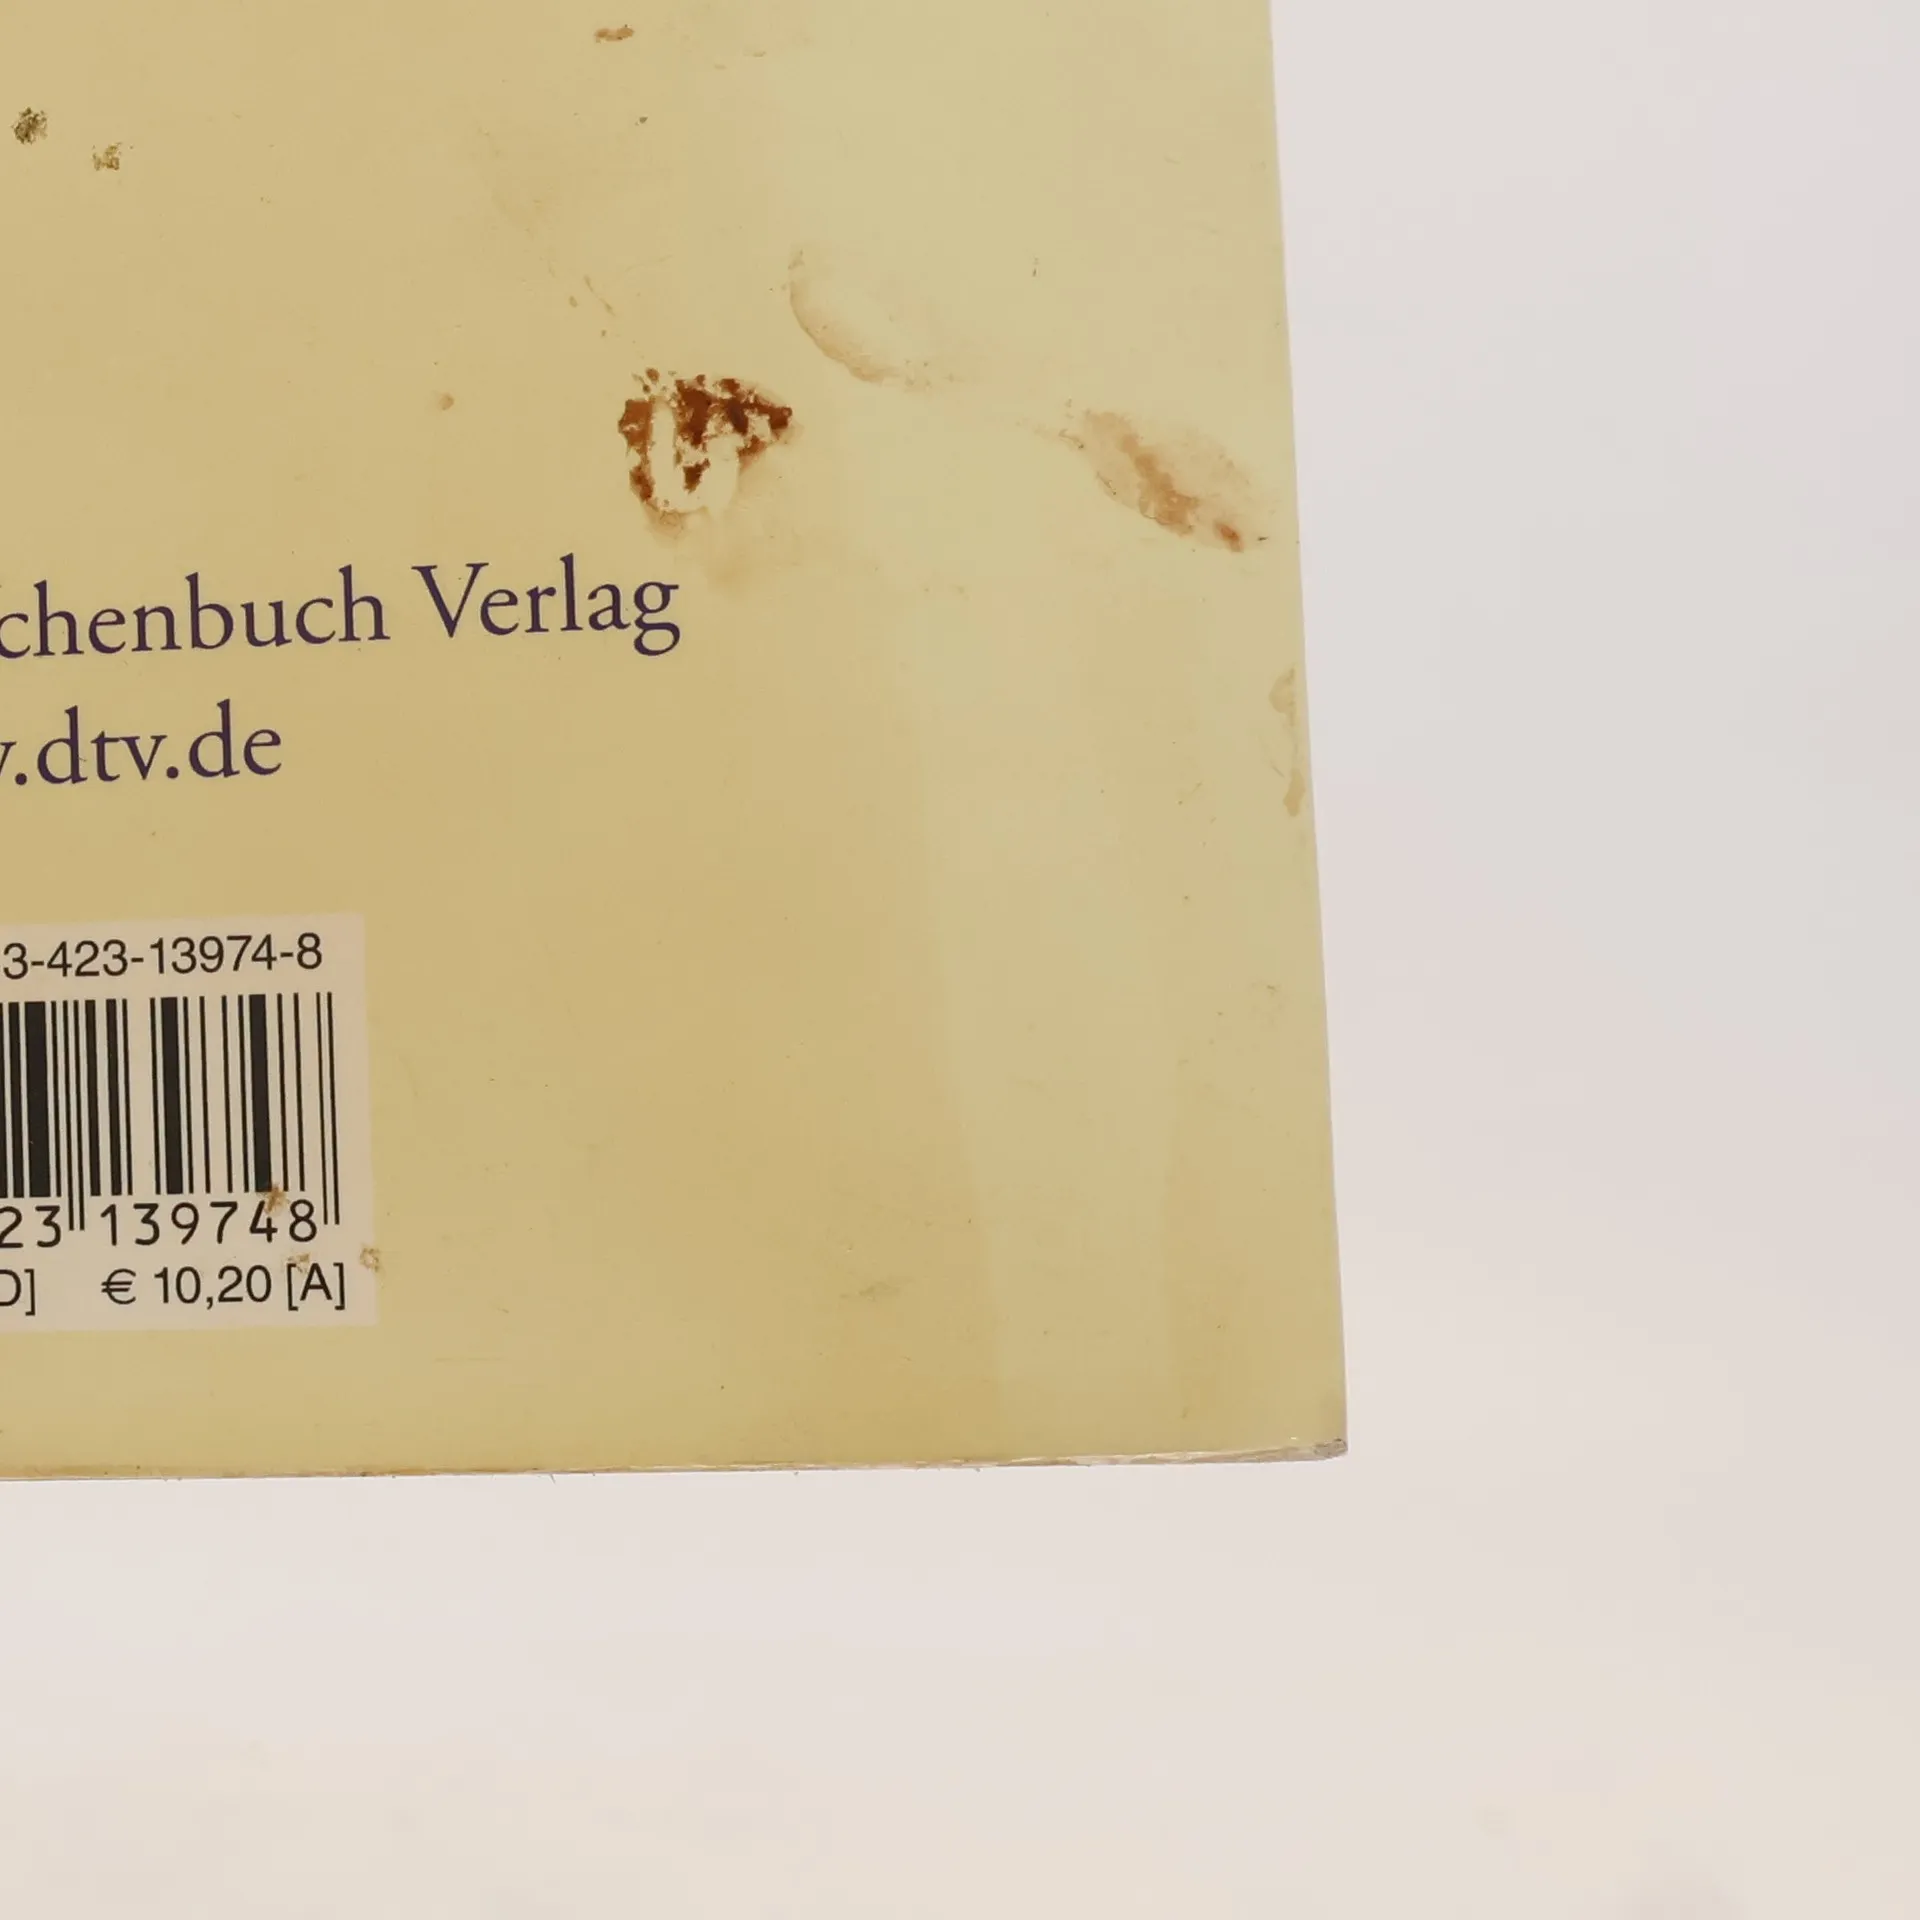 chenbuch Verlag
.dtv.de
3-423-13974-8
23 139748
D] € 10,20 [A]